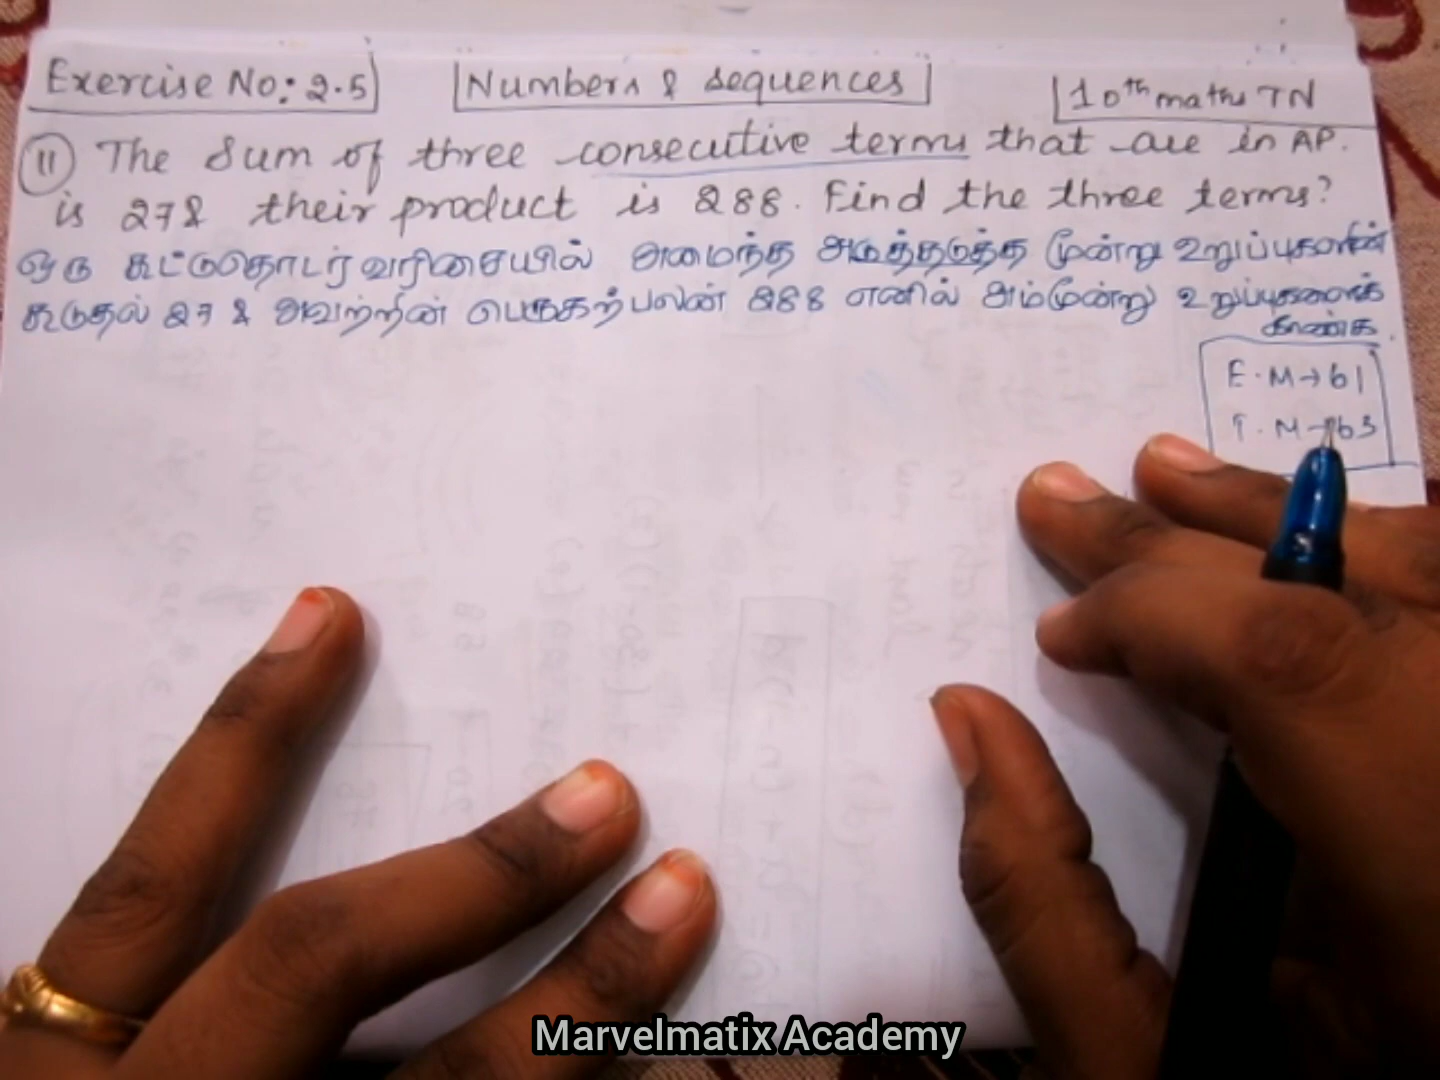 Exercise No: 2.5 Numbers & sequences 10th maths TN
11 The Sum of three consecutive terms that are in AP.
is 27 & their product is 288. Find the three terms?
ஒரு கூட்டுதொடர் வரிசையில் அமைந்த அடுத்தடுத்த மூன்று உறுப்புகளின்
கூடுதல் 27 & அவற்றின் பெருக்கற்பலன் 288 எனில் அம்மூன்று உறுப்புகளைக்
காண்க.
E.M→61
T.M→63
Marvelmatix Academy